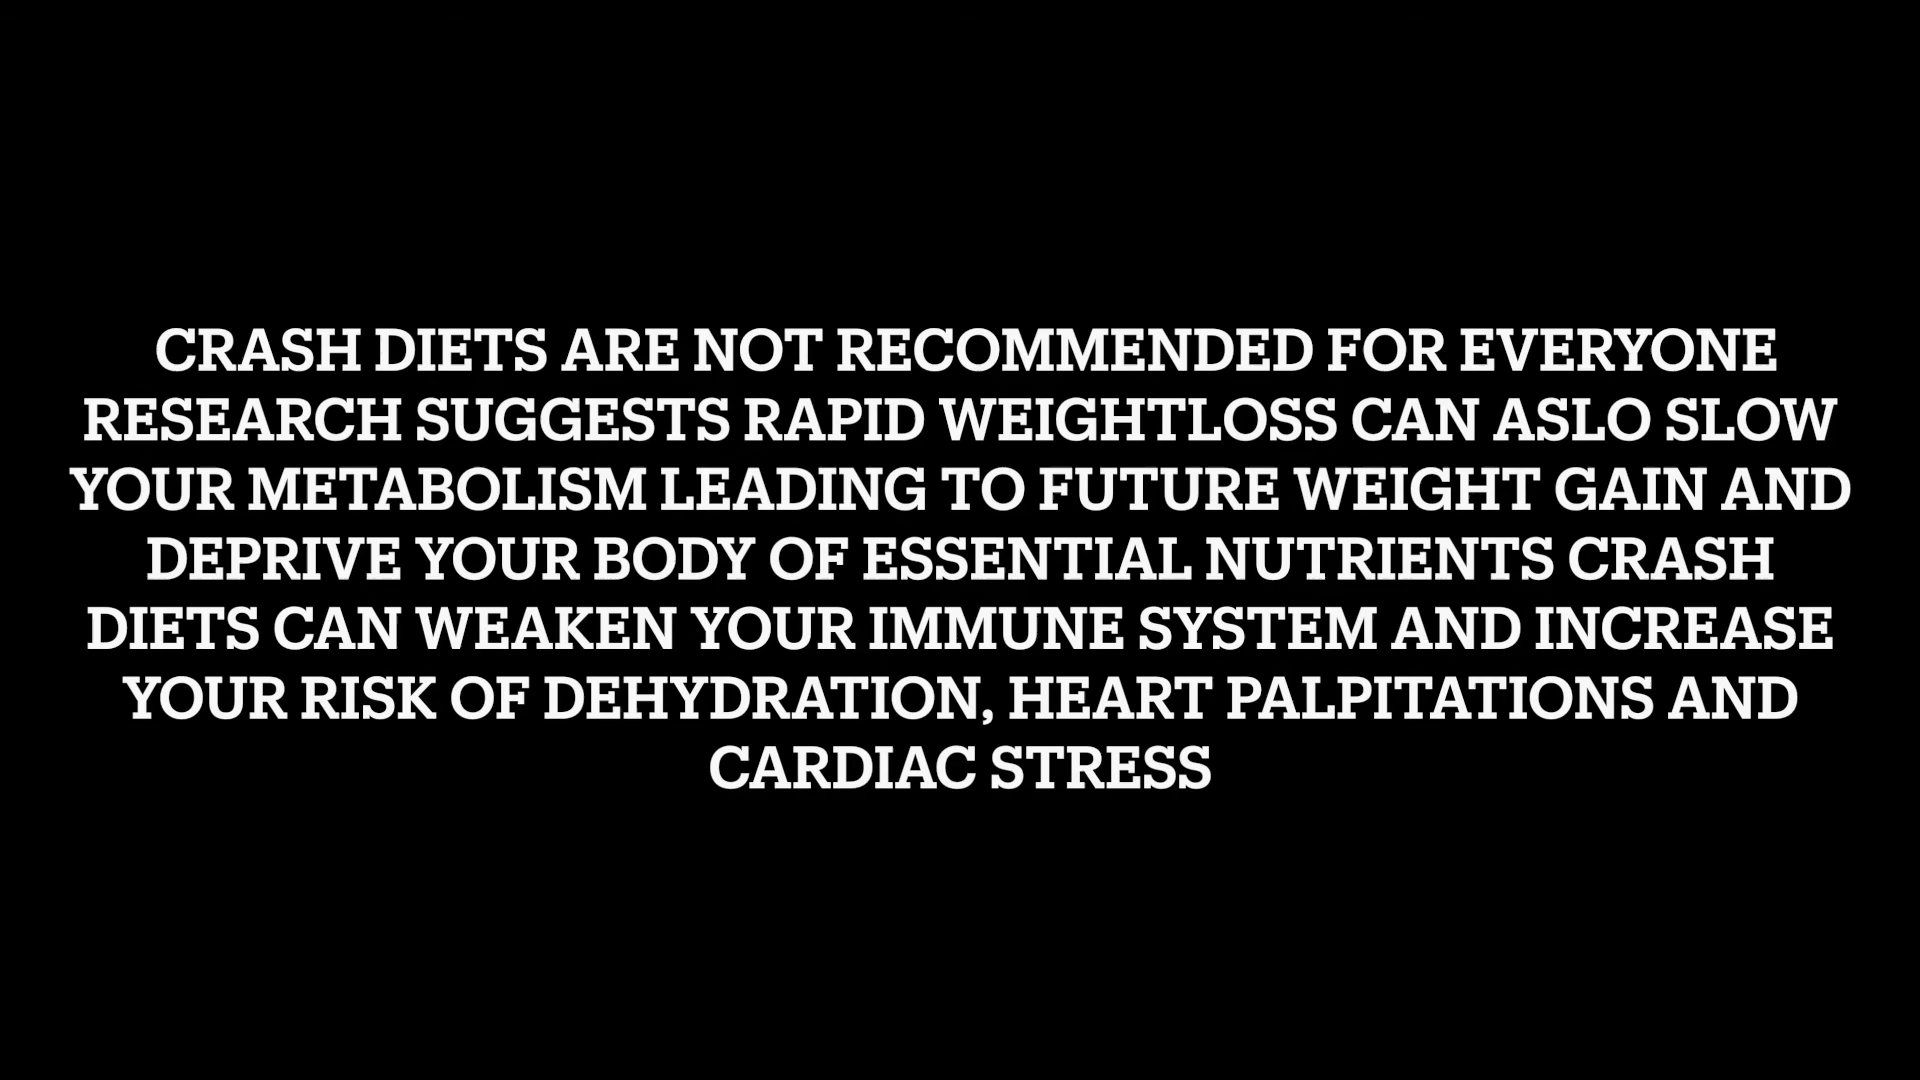 CRASH DIETS ARE NOT RECOMMENDED FOR EVERYONE
RESEARCH SUGGESTS RAPID WEIGHTLOSS CAN ASLO SLOW
YOUR METABOLISM LEADING TO FUTURE WEIGHT GAIN AND
DEPRIVE YOUR BODY OF ESSENTIAL NUTRIENTS CRASH
DIETS CAN WEAKEN YOUR IMMUNE SYSTEM AND INCREASE
YOUR RISK OF DEHYDRATION, HEART PALPITATIONS AND
CARDIAC STRESS